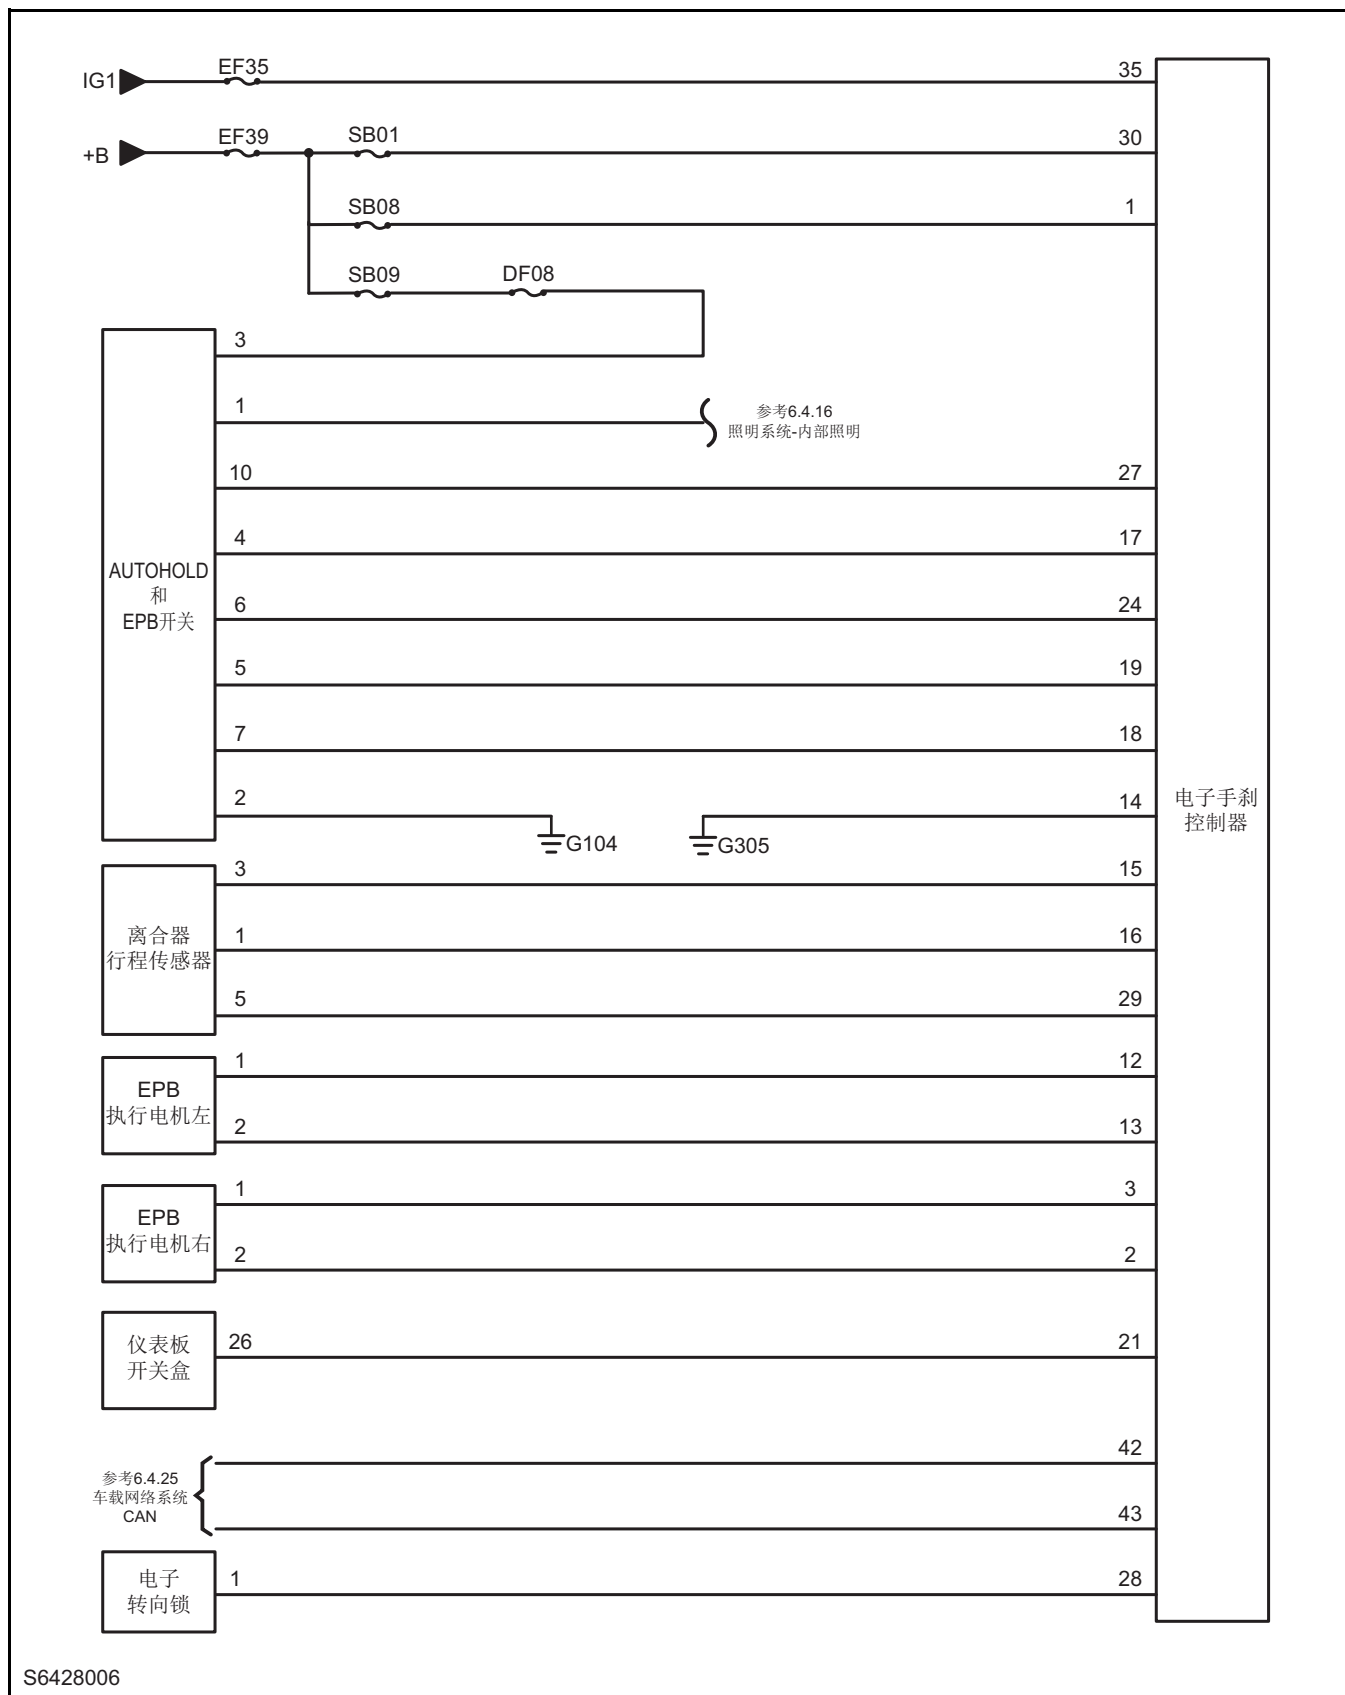 IG1 EF35 35
+B EF39 SB01 30
SB08 1
SB09 DF08
3
1 参考6.4.16
照明系统-内部照明
10 27
4 17
AUTOHOLD
和
EPB开关
6 24
5 19
7 18
2 14
G104 G305
电子手刹
控制器
3 15
离合器
行程传感器
1 16
5 29
1 12
EPB
执行电机左
2 13
1 3
EPB
执行电机右
2 2
仪表板
开关盒
26 21
42
参考6.4.25
车载网络系统
CAN
43
电子
转向锁
1 28
S6428006